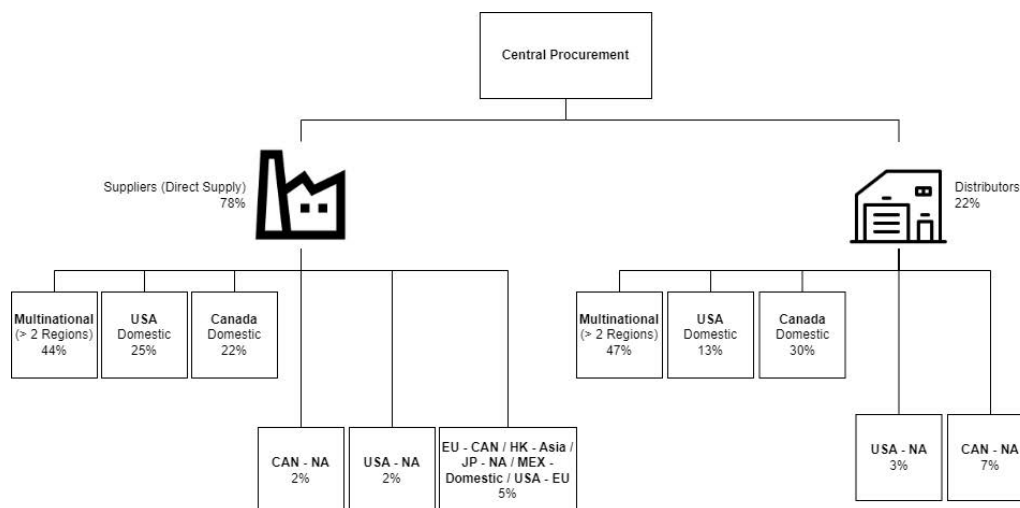 Central Procurement
Suppliers (Direct Supply)
78%
Distributors
22%
Multinational
(> 2 Regions)
44%
USA
Domestic
25%
Canada
Domestic
22%
Multinational
(> 2 Regions)
47%
USA
Domestic
13%
Canada
Domestic
30%
CAN - NA
2%
USA - NA
2%
EU - CAN / HK - Asia /
JP - NA / MEX -
Domestic / USA - EU
5%
USA - NA
3%
CAN - NA
7%